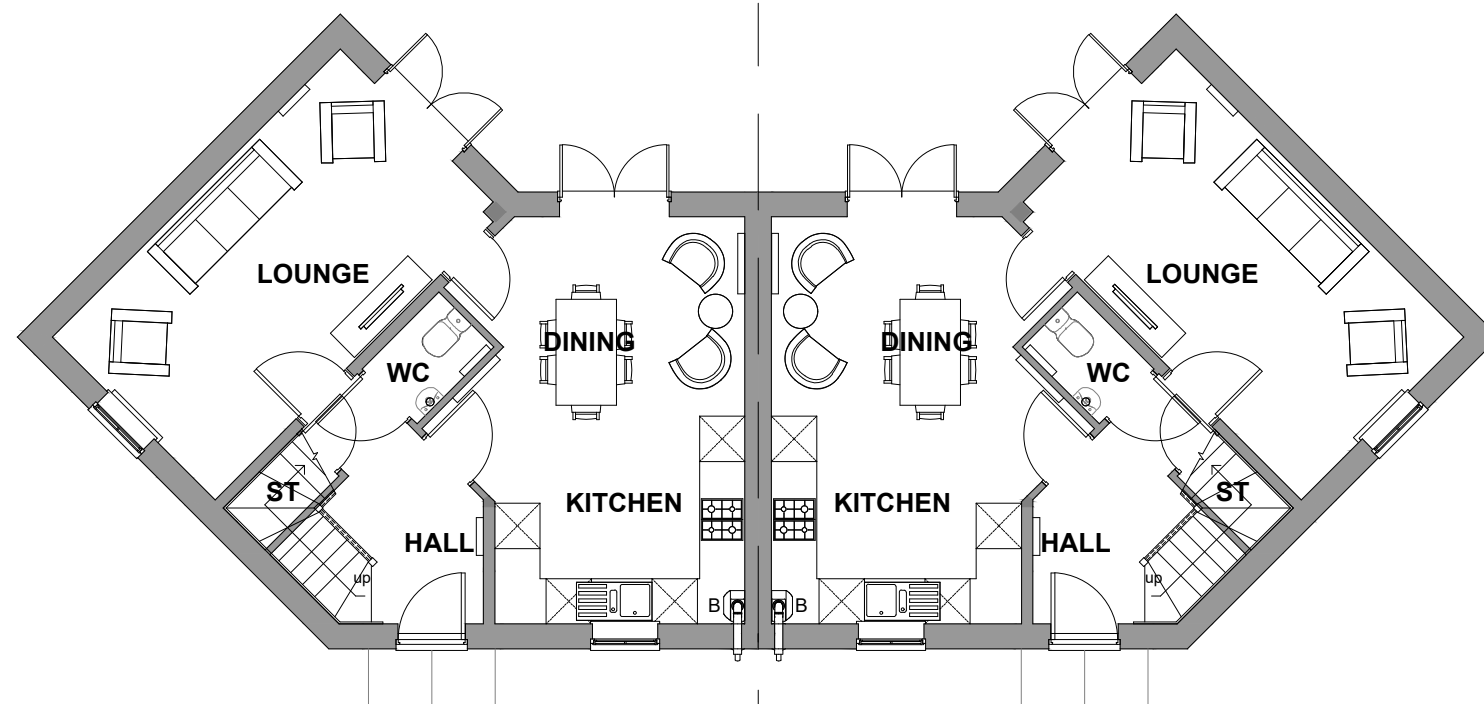 LOUNGE
LOUNGE
DINING
DINING
WC
WC
ST
KITCHEN
KITCHEN
ST
HALL
HALL
up
up
B
B